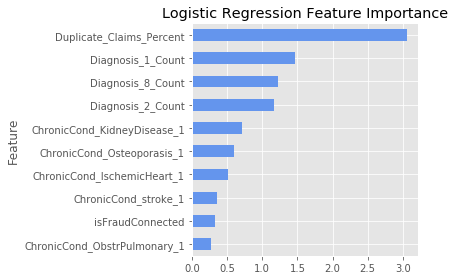 Logistic Regression Feature Importance
Duplicate_Claims_Percent
Diagnosis_1_Count
Diagnosis_8_Count
Diagnosis_2_Count
ChronicCond_KidneyDisease_1
ChronicCond_Osteoporasis_1
ChronicCond_IschemicHeart_1
ChronicCond_stroke_1
isFraudConnected
ChronicCond_ObstrPulmonary_1
Feature
0.0 0.5 1.0 1.5 2.0 2.5 3.0